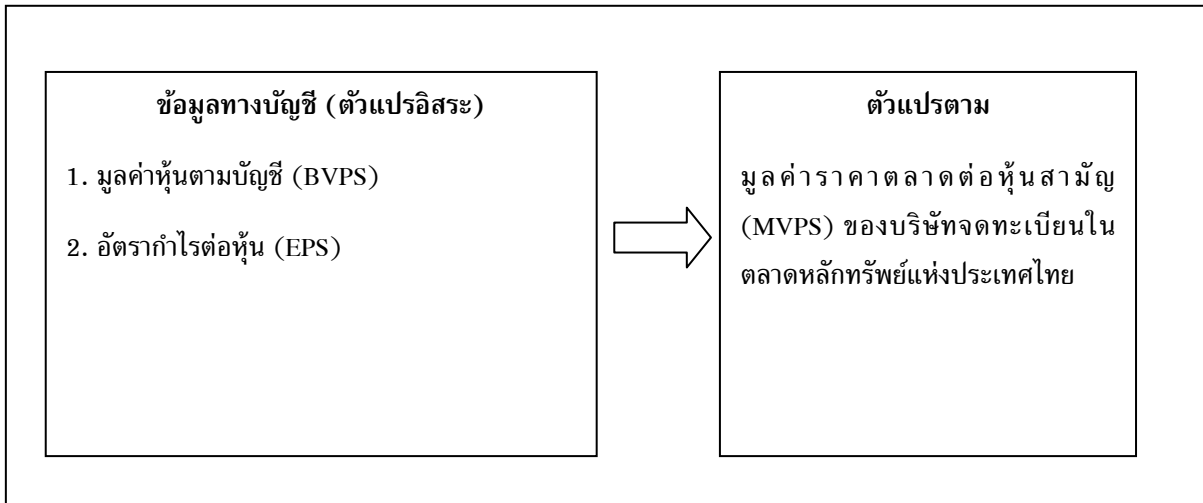 ข้อมูลทางบัญชี (ตัวแปรอิสระ)
1. มูลค่าหุ้นตามบัญชี (BVPS)
2. อัตรากำไรต่อหุ้น (EPS)
ตัวแปรตาม
มูลค่าราคาตลาดต่อหุ้นสามัญ
(MVPS) ของบริษัทจดทะเบียนใน
ตลาดหลักทรัพย์แห่งประเทศไทย